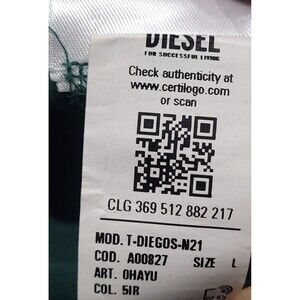 DIESEL
FOR SUCCESSFUL LIVING
Check authenticity at
www.certilogo.com
or scan
CLG 369 512 882 217
MOD. T-DIEGOS-N21
COD. A00827 SIZE L
ART. OHAYU
COL. 5IR